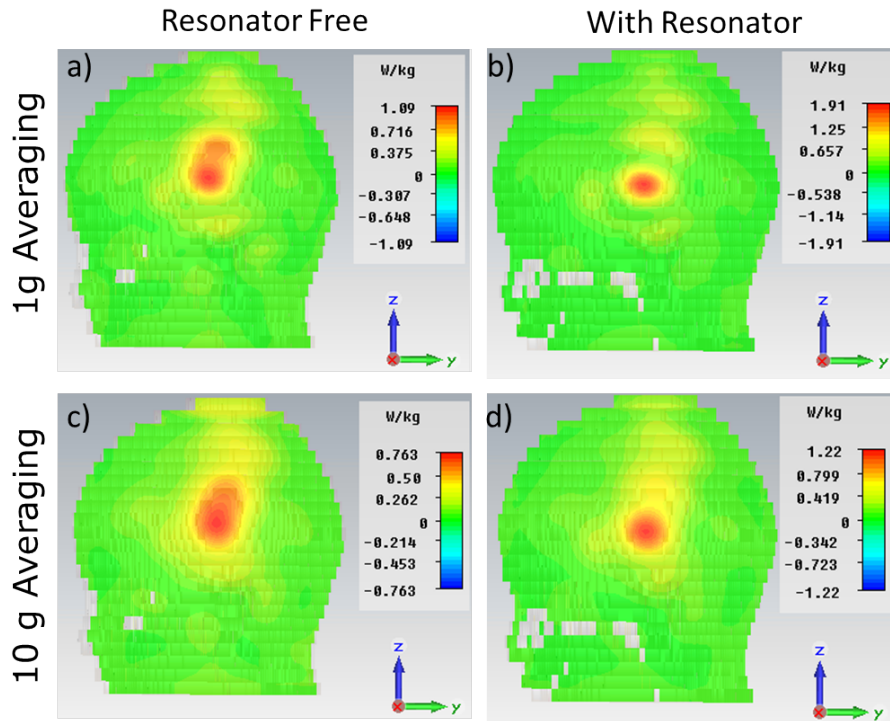 Resonator Free
With Resonator
1g Averaging
a)
W/kg
1.09
0.716
0.375
0
-0.307
-0.648
-1.09
z
y
b)
W/kg
1.91
1.25
0.657
0
-0.538
-1.14
-1.91
z
y
10 g Averaging
c)
W/kg
0.763
0.50
0.262
0
-0.214
-0.453
-0.763
z
y
d)
W/kg
1.22
0.799
0.419
0
-0.342
-0.723
-1.22
z
y